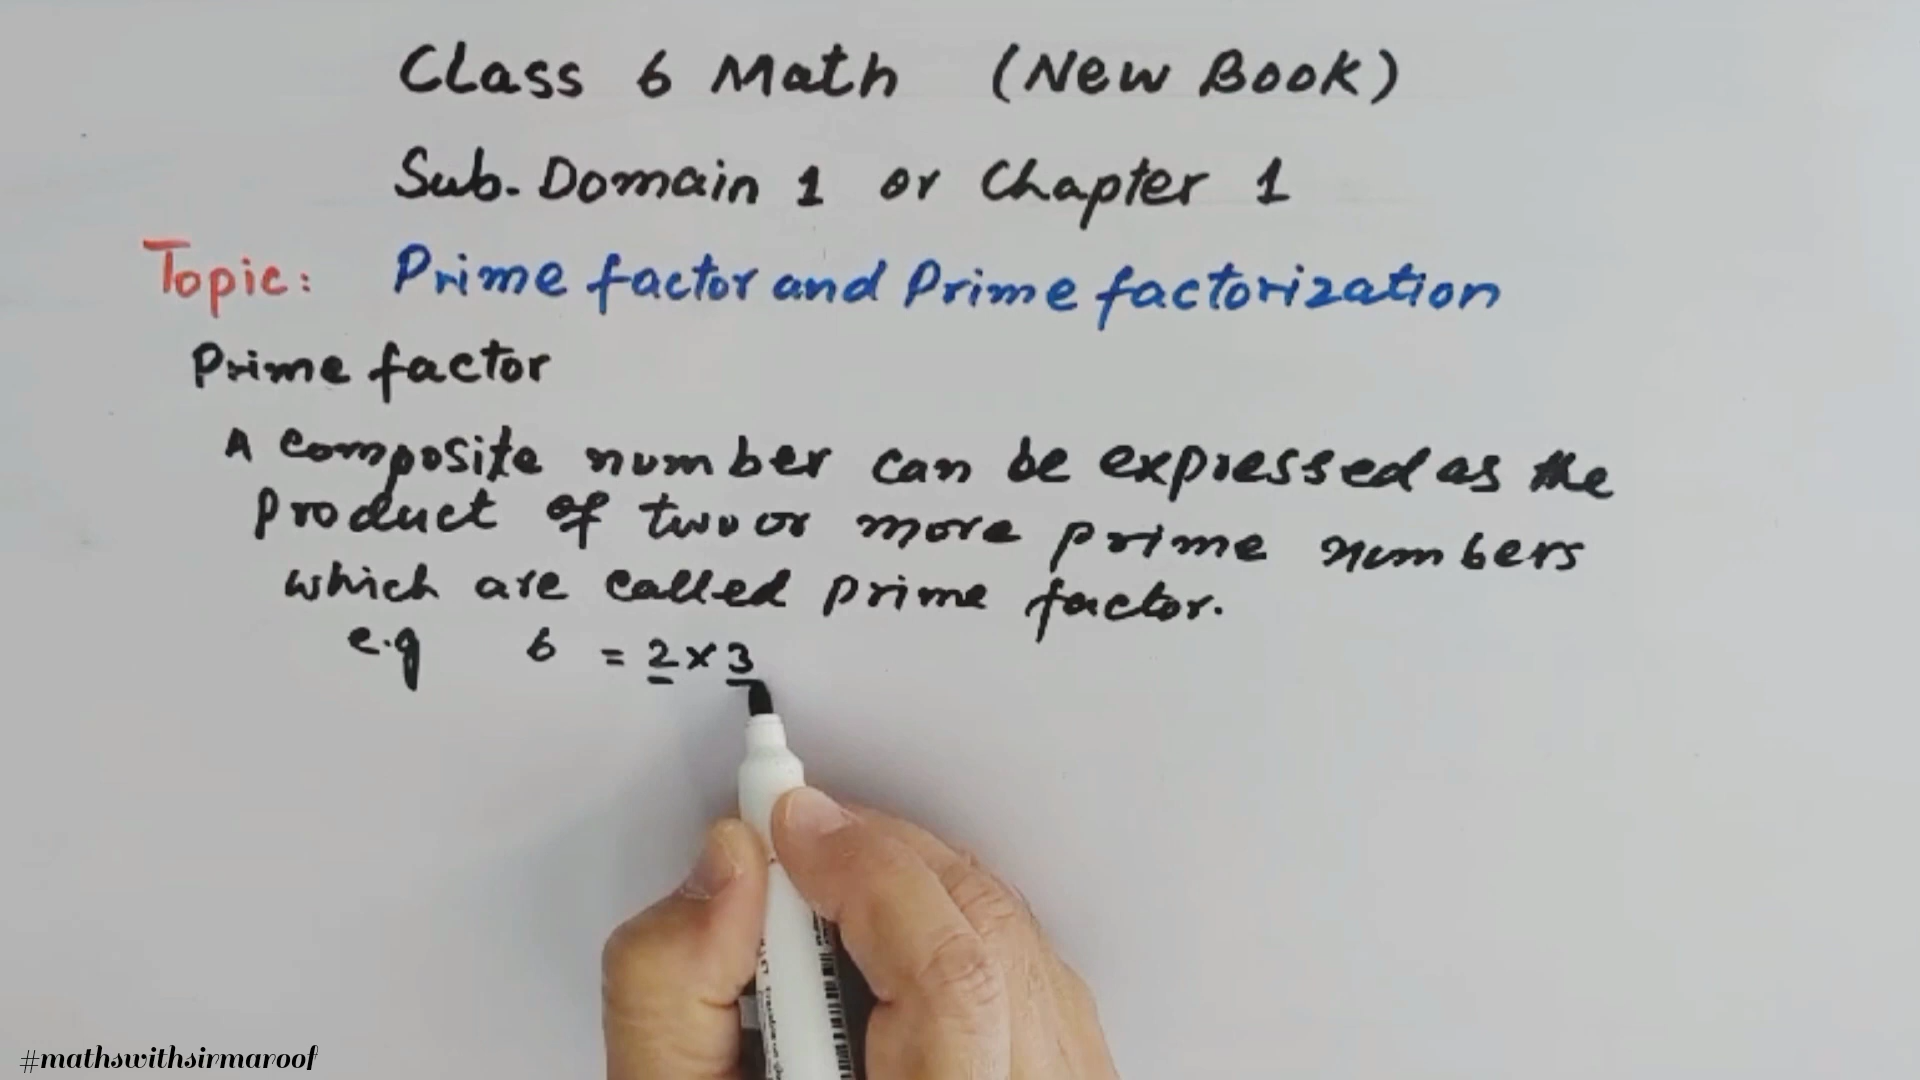 Class 6 Math (New Book)
Sub-Domain 1 or Chapter 1
Topic: Prime factor and Prime factorization
Prime factor
A composite number can be expressed as the
product of two or more prime numbers
which are called prime factor.
e.g 6 = 2 x 3
#mathswithsirmaroof